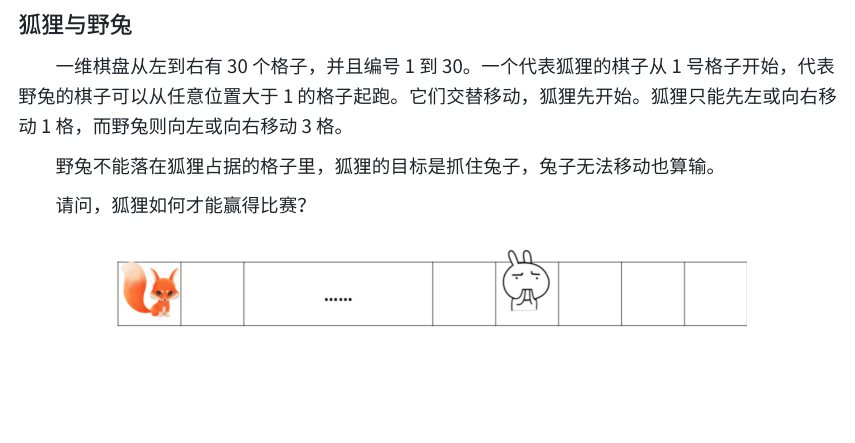 狐狸与野兔
一维棋盘从左到右有 30 个格子，并且编号 1 到 30。一个代表狐狸的棋子从 1 号格子开始，代表
野兔的棋子可以从任意位置大于 1 的格子起跑。它们交替移动，狐狸先开始。狐狸只能先左或向右移
动 1 格，而野兔则向左或向右移动 3 格。
野兔不能落在狐狸占据的格子里，狐狸的目标是抓住兔子，兔子无法移动也算输。
请问，狐狸如何才能赢得比赛？
……